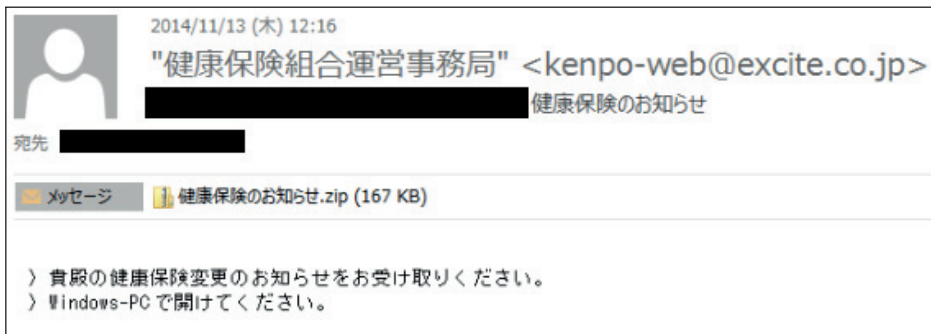 2014/11/13 (木) 12:16
"健康保険組合運営事務局" <kenpo-web@excite.co.jp>
健康保険のお知らせ
宛先
メッセージ 健康保険のお知らせ.zip (167 KB)
> 貴殿の健康保険変更のお知らせをお受け取りください。
> Windows-PCで開けてください。